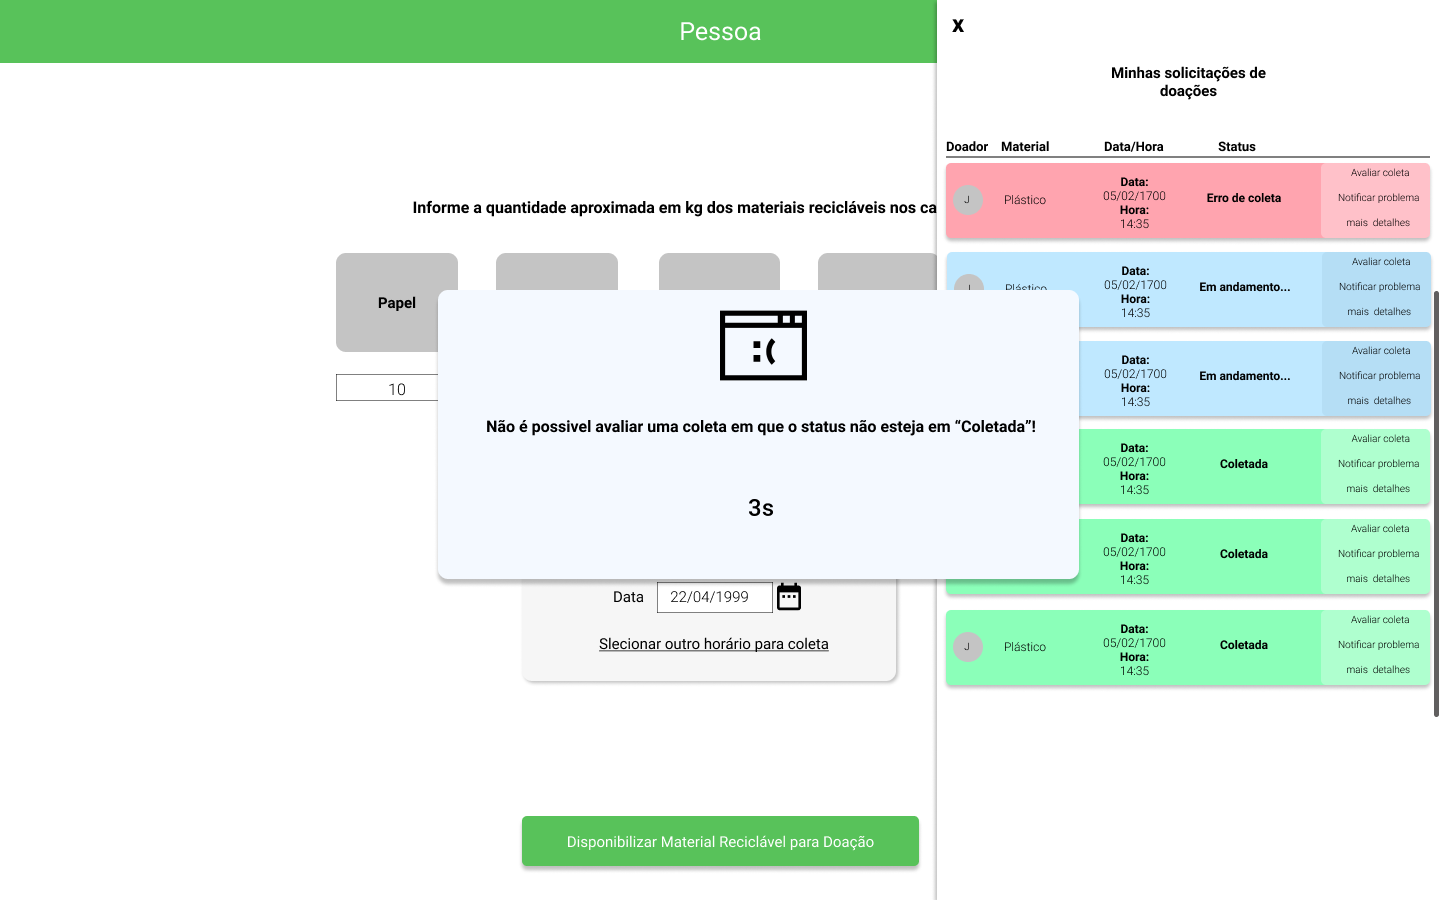 Pessoa
Informe a quantidade aproximada em kg dos materiais recicláveis nos ca
Papel
10
:(
Não é possivel avaliar uma coleta em que o status não esteja em “Coletada”!
3s
Data 22/04/1999
Slecionar outro horário para coleta
Disponibilizar Material Reciclável para Doação
X
Minhas solicitações de
doações
Doador Material Data/Hora Status
J Plástico
Data:
05/02/1700
Hora:
14:35
Erro de coleta
Avaliar coleta
Notificar problema
mais detalhes
J Plástico
Data:
05/02/1700
Hora:
14:35
Em andamento...
Avaliar coleta
Notificar problema
mais detalhes
Data:
05/02/1700
Hora:
14:35
Em andamento...
Avaliar coleta
Notificar problema
mais detalhes
Data:
05/02/1700
Hora:
14:35
Coletada
Avaliar coleta
Notificar problema
mais detalhes
Data:
05/02/1700
Hora:
14:35
Coletada
Avaliar coleta
Notificar problema
mais detalhes
J Plástico
Data:
05/02/1700
Hora:
14:35
Coletada
Avaliar coleta
Notificar problema
mais detalhes